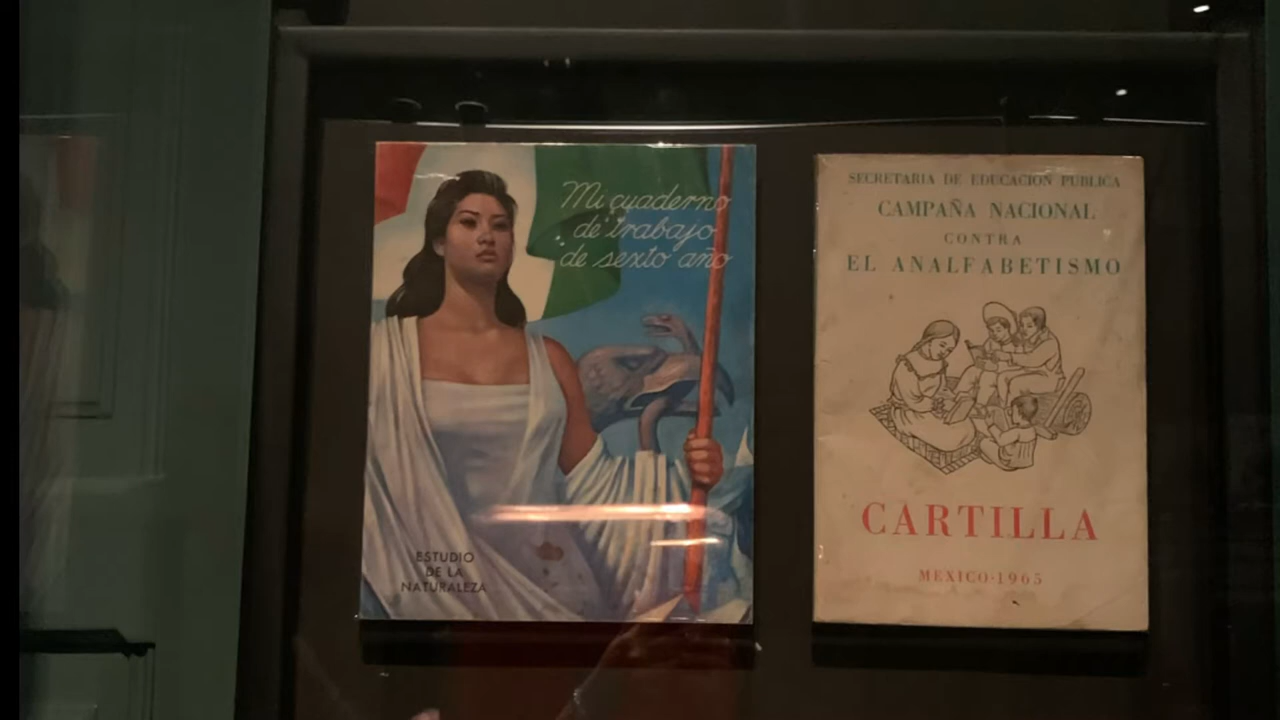 Mi cuaderno
de trabajo
de sexto año
ESTUDIO
DE LA
NATURALEZA
SECRETARIA DE EDUCACION PUBLICA
CAMPAÑA NACIONAL
CONTRA
EL ANALFABETISMO
CARTILLA
MEXICO·1965